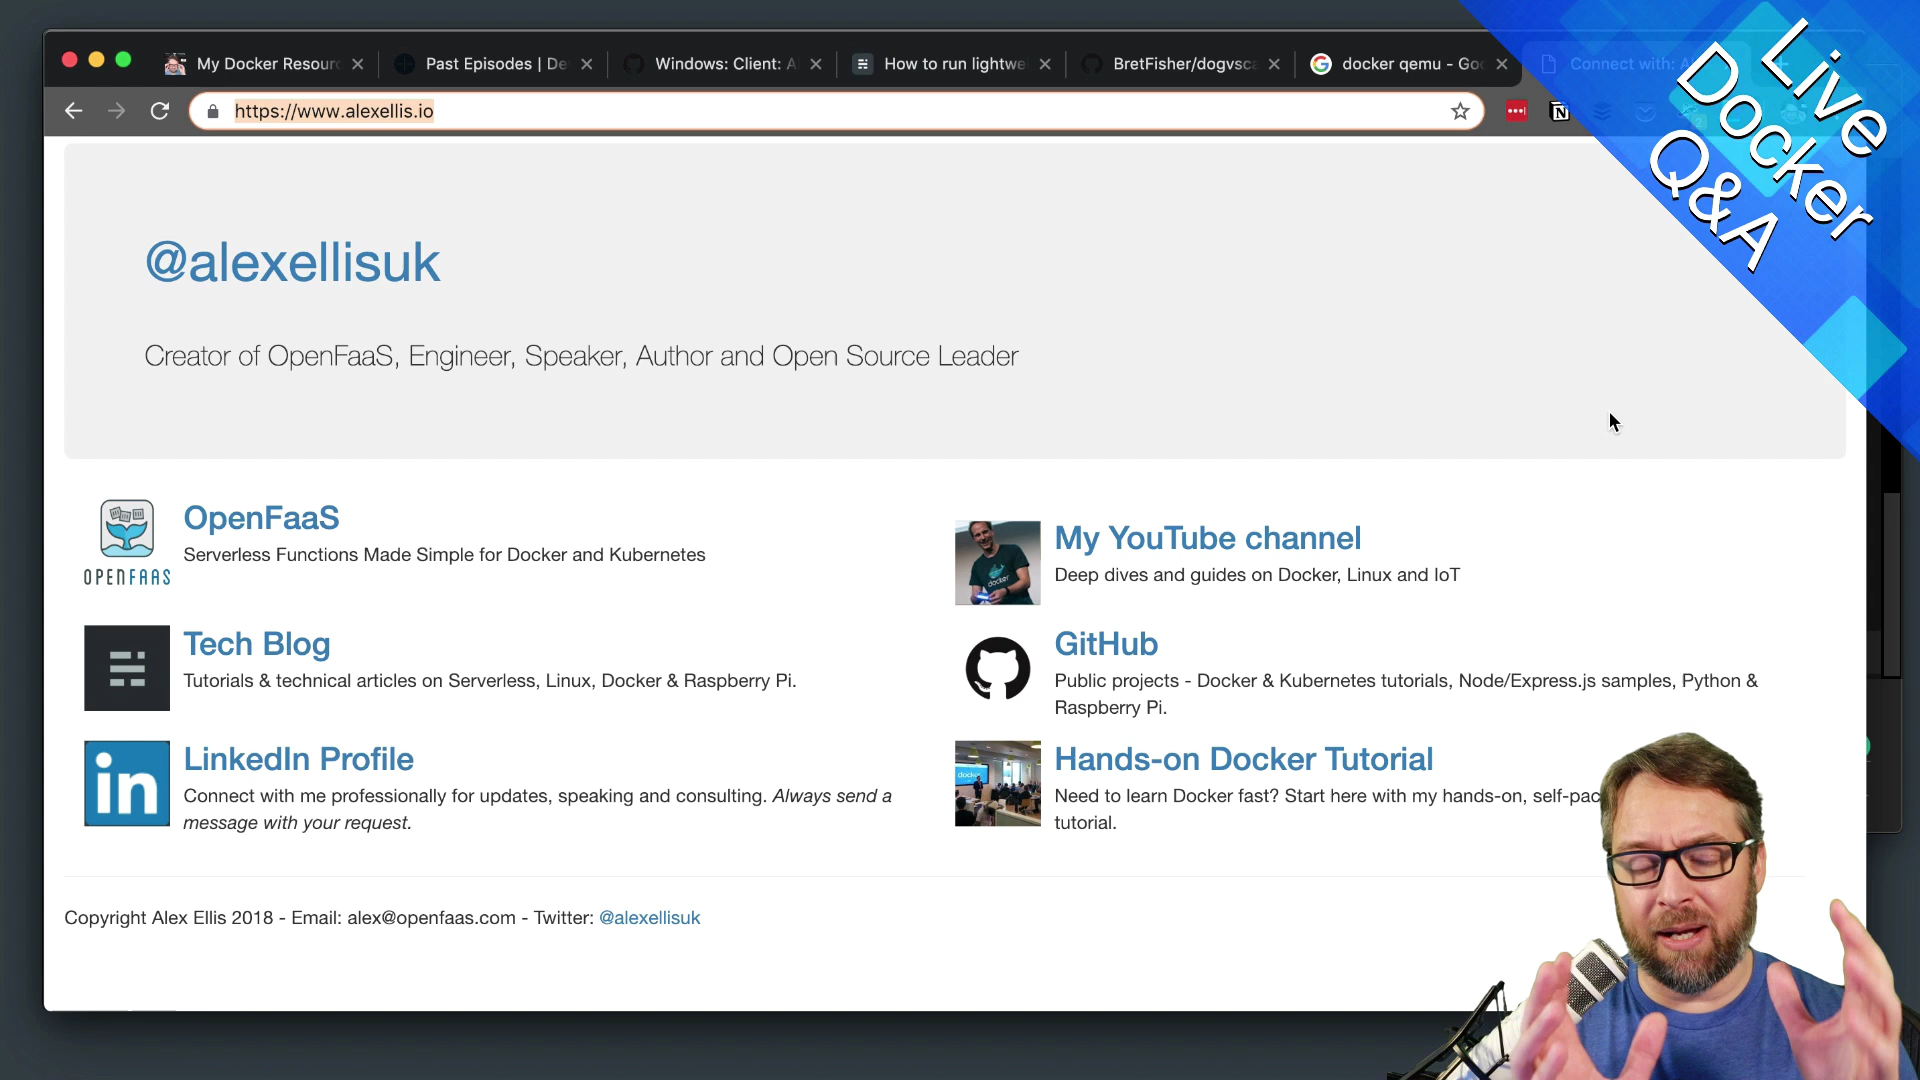 My Docker Resour
Past Episodes | De
Windows: Client: A
How to run lightwe
BretFisher/dogvsca
docker qemu - Goo
Connect with: A
https://www.alexellis.io
Live
Docker
Q&A
@alexellisuk
Creator of OpenFaaS, Engineer, Speaker, Author and Open Source Leader
OPENFAAS
OpenFaaS
Serverless Functions Made Simple for Docker and Kubernetes
docker
My YouTube channel
Deep dives and guides on Docker, Linux and IoT
Tech Blog
Tutorials & technical articles on Serverless, Linux, Docker & Raspberry Pi.
GitHub
Public projects - Docker & Kubernetes tutorials, Node/Express.js samples, Python &
Raspberry Pi.
in
LinkedIn Profile
Connect with me professionally for updates, speaking and consulting. Always send a
message with your request.
docker
Hands-on Docker Tutorial
Need to learn Docker fast? Start here with my hands-on, self-pac
tutorial.
Copyright Alex Ellis 2018 - Email: alex@openfaas.com - Twitter: @alexellisuk